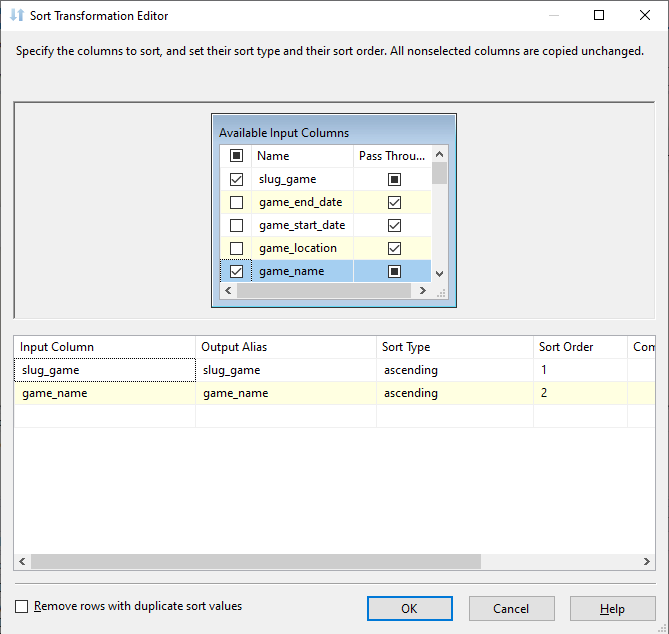 Sort Transformation Editor
Specify the columns to sort, and set their sort type and their sort order. All nonselected columns are copied unchanged.
Available Input Columns
Name Pass Throu...
slug_game
game_end_date
game_start_date
game_location
game_name
Input Column Output Alias Sort Type Sort Order Com
slug_game slug_game ascending 1
game_name game_name ascending 2
Remove rows with duplicate sort values
OK Cancel Help